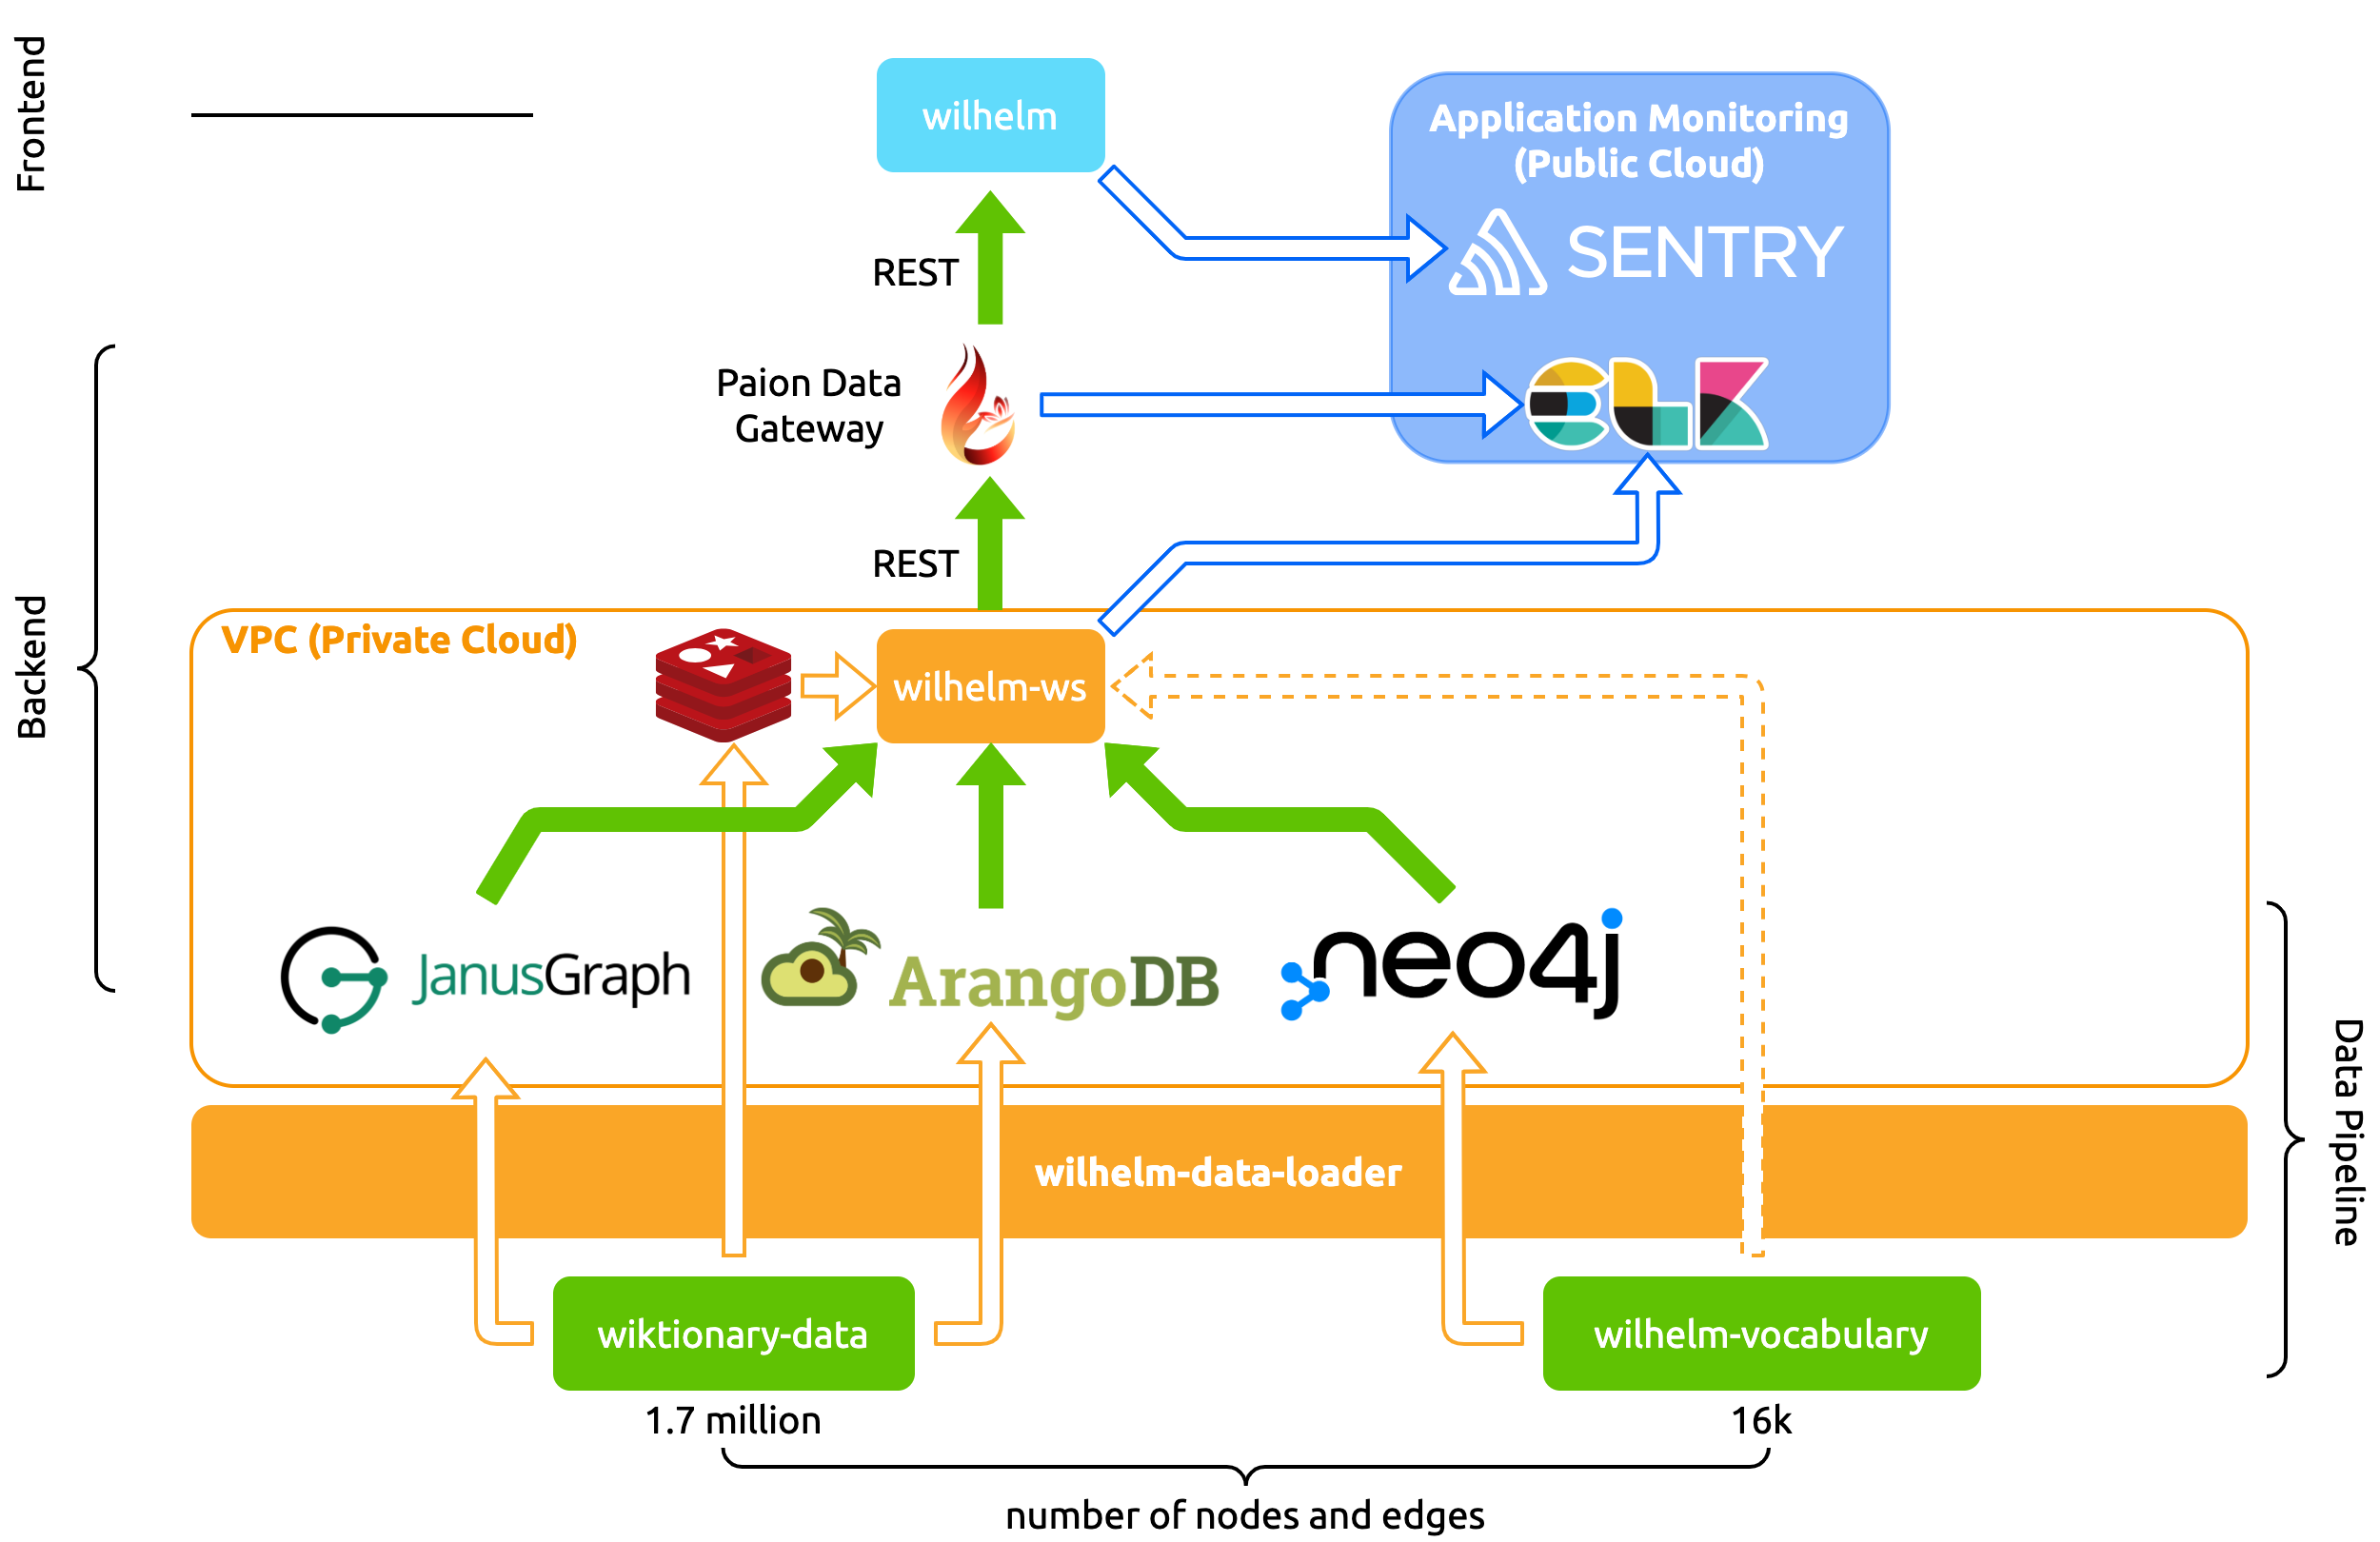 Frontend
wilhelm
Application Monitoring
(Public Cloud)
SENTRY
REST
Paion Data
Gateway
ELK
REST
Backend
VPC (Private Cloud)
wilhelm-ws
JanusGraph
ArangoDB
neo4j
Data Pipeline
wilhelm-data-loader
wiktionary-data
wilhelm-vocabulary
1.7 million
16k
number of nodes and edges